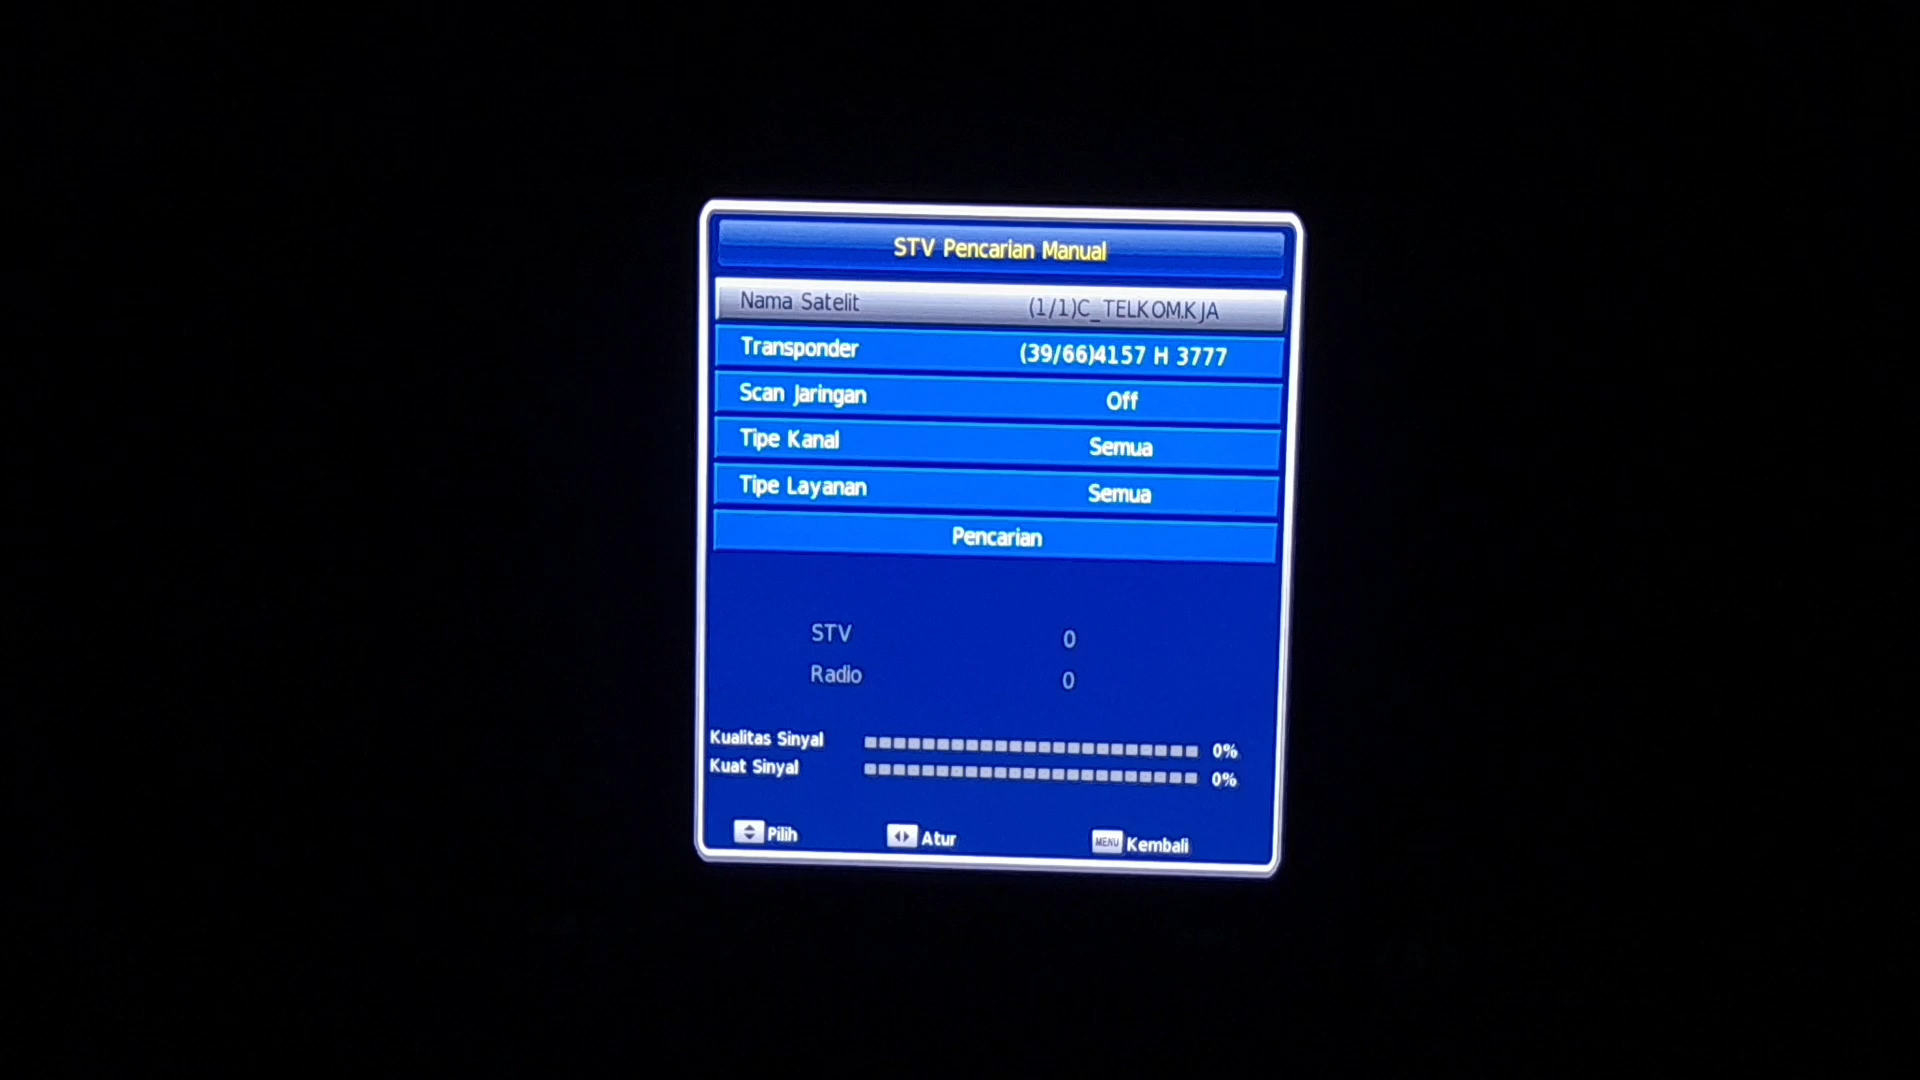 STV Pencarian Manual
Nama Satelit (1/1)C_TELKOM.KJA
Transponder (39/66)4157 H 3777
Scan Jaringan Off
Tipe Kanal Semua
Tipe Layanan Semua
Pencarian
STV 0
Radio 0
Kualitas Sinyal 0%
Kuat Sinyal 0%
Pilih Atur MENU Kembali